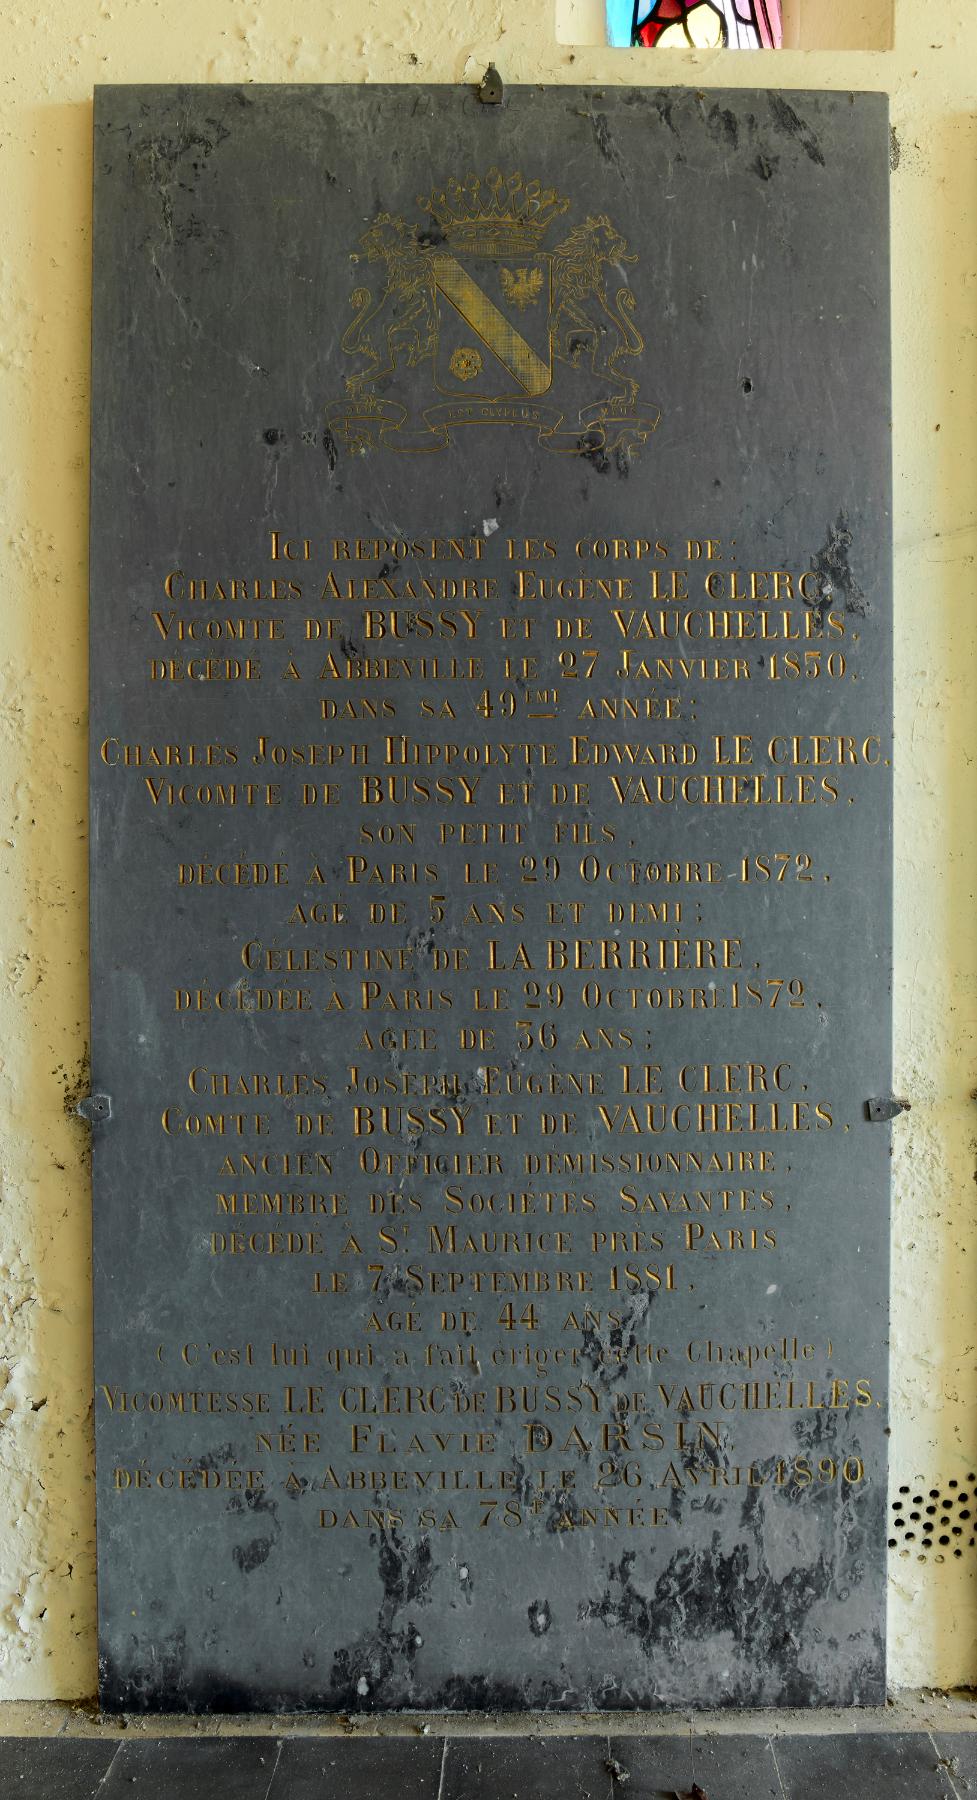 DEUS EST CLYPEUS MEUS
ICI REPOSENT LES CORPS DE:
CHARLES ALEXANDRE EUGÈNE LE CLERC,
VICOMTE DE BUSSY ET DE VAUCHELLES,
DÉCÉDÉ À ABBEVILLE LE 27 JANVIER 1850,
DANS SA 49EME ANNÉE;
CHARLES JOSEPH HIPPOLYTE EDWARD LE CLERC,
VICOMTE DE BUSSY ET DE VAUCHELLES,
SON PETIT FILS,
DÉCÉDÉ À PARIS LE 29 OCTOBRE 1872,
AGÉ DE 5 ANS ET DEMI;
CÉLESTINE DE LA BERRIÈRE,
DÉCÉDÉE À PARIS LE 29 OCTOBRE 1872,
AGÉE DE 36 ANS;
CHARLES JOSEPH EUGÈNE LE CLERC,
COMTE DE BUSSY ET DE VAUCHELLES,
ANCIEN OFFICIER DÉMISSIONNAIRE,
MEMBRE DES SOCIÉTÉS SAVANTES,
DÉCÉDÉ À ST MAURICE PRÈS PARIS
LE 7 SEPTEMBRE 1881,
AGÉ DE 44 ANS.
(C'est lui qui a fait ériger cette Chapelle)
VICOMTESSE LE CLERC DE BUSSY DE VAUCHELLES,
NÉE FLAVIE DARSIN,
DÉCÉDÉE À ABBEVILLE LE 26 AVRIL 1890
DANS SA 78E ANNÉE.